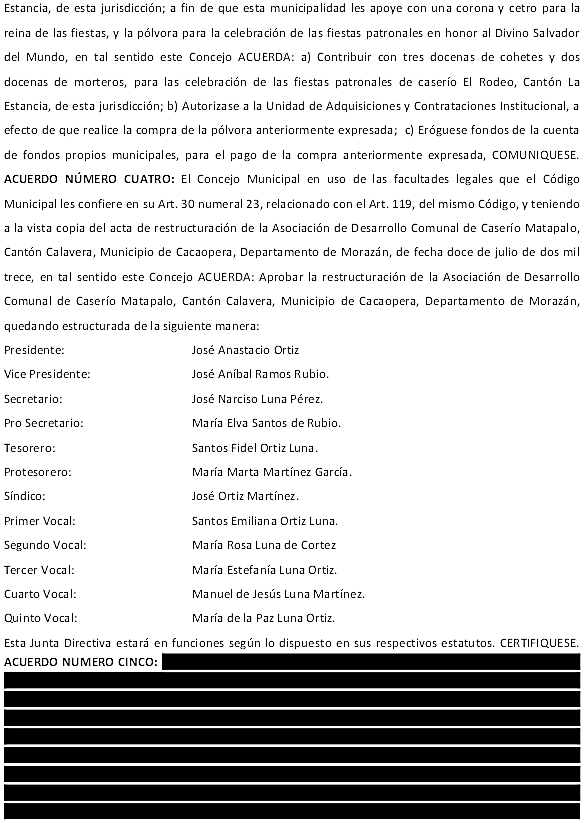 Estancia, de esta jurisdicción; a fin de que esta municipalidad les apoye con una corona y cetro para la
reina de las fiestas, y la pólvora para la celebración de las fiestas patronales en honor al Divino Salvador
del Mundo, en tal sentido este Concejo ACUERDA: a) Contribuir con tres docenas de cohetes y dos
docenas de morteros, para las celebración de las fiestas patronales de caserío El Rodeo, Cantón La
Estancia, de esta jurisdicción; b) Autorizase a la Unidad de Adquisiciones y Contrataciones Institucional, a
efecto de que realice la compra de la pólvora anteriormente expresada; c) Eróguese fondos de la cuenta
de fondos propios municipales, para el pago de la compra anteriormente expresada, COMUNIQUESE.
ACUERDO NÚMERO CUATRO: El Concejo Municipal en uso de las facultades legales que el Código
Municipal les confiere en su Art. 30 numeral 23, relacionado con el Art. 119, del mismo Código, y teniendo
a la vista copia del acta de restructuración de la Asociación de Desarrollo Comunal de Caserío Matapalo,
Cantón Calavera, Municipio de Cacaopera, Departamento de Morazán, de fecha doce de julio de dos mil
trece, en tal sentido este Concejo ACUERDA: Aprobar la restructuración de la Asociación de Desarrollo
Comunal de Caserío Matapalo, Cantón Calavera, Municipio de Cacaopera, Departamento de Morazán,
quedando estructurada de la siguiente manera:
Presidente: José Anastacio Ortiz
Vice Presidente: José Aníbal Ramos Rubio.
Secretario: José Narciso Luna Pérez.
Pro Secretario: María Elva Santos de Rubio.
Tesorero: Santos Fidel Ortiz Luna.
Protesorero: María Marta Martínez García.
Síndico: José Ortiz Martínez.
Primer Vocal: Santos Emiliana Ortiz Luna.
Segundo Vocal: María Rosa Luna de Cortez
Tercer Vocal: María Estefanía Luna Ortiz.
Cuarto Vocal: Manuel de Jesús Luna Martínez.
Quinto Vocal: María de la Paz Luna Ortiz.
Esta Junta Directiva estará en funciones según lo dispuesto en sus respectivos estatutos. CERTIFIQUESE.
ACUERDO NUMERO CINCO: